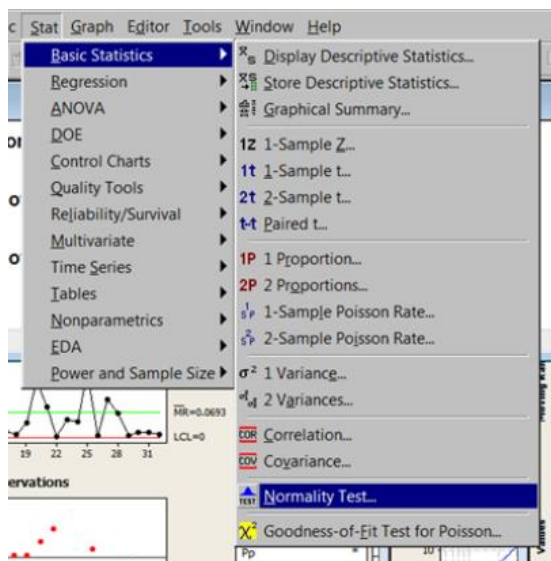 c Stat Graph Editor Tools Window Help
Basic Statistics
Regression
ANOVA
DOE
Control Charts
Quality Tools
Reliability/Survival
Multivariate
Time Series
Tables
Nonparametrics
EDA
Power and Sample Size
x̄s Display Descriptive Statistics...
Store Descriptive Statistics...
Graphical Summary...
1Z 1-Sample Z...
1t 1-Sample t...
2t 2-Sample t...
t-t Paired t...
1P 1 Proportion...
2P 2 Proportions...
1-Sample Poisson Rate...
2-Sample Poisson Rate...
σ² 1 Variance...
2 Variances...
COR Correlation...
COV Covariance...
TEST Normality Test...
χ² Goodness-of-Fit Test for Poisson...
M̅R̅=0.0693
LCL=0
19 22 25 28 31
ervations
Pp *
10
Moving Ran
Values